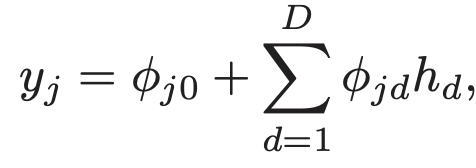 y_j = \phi_{j0} + \sum_{d=1}^{D} \phi_{jd} h_d,